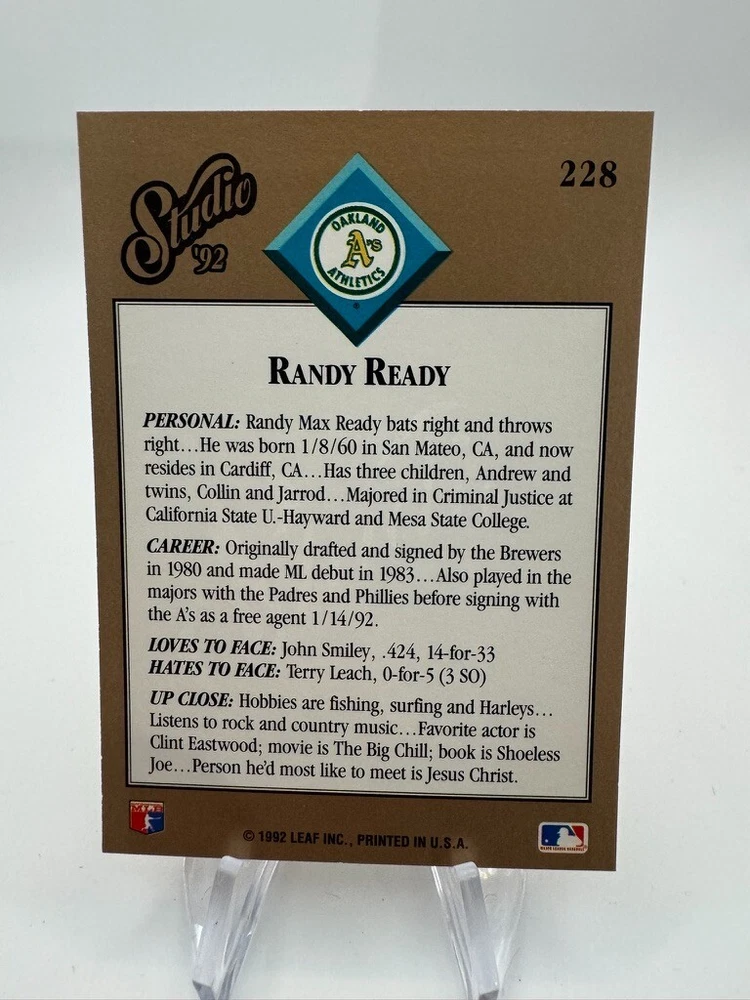 Studio
'92
228
OAKLAND
A's
ATHLETICS
RANDY READY
PERSONAL: Randy Max Ready bats right and throws
right...He was born 1/8/60 in San Mateo, CA, and now
resides in Cardiff, CA...Has three children, Andrew and
twins, Collin and Jarrod...Majored in Criminal Justice at
California State U.-Hayward and Mesa State College.
CAREER: Originally drafted and signed by the Brewers
in 1980 and made ML debut in 1983...Also played in the
majors with the Padres and Phillies before signing with
the A's as a free agent 1/14/92.
LOVES TO FACE: John Smiley, .424, 14-for-33
HATES TO FACE: Terry Leach, 0-for-5 (3 SO)
UP CLOSE: Hobbies are fishing, surfing and Harleys...
Listens to rock and country music...Favorite actor is
Clint Eastwood; movie is The Big Chill; book is Shoeless
Joe...Person he'd most like to meet is Jesus Christ.
© 1992 LEAF INC., PRINTED IN U.S.A.
MAJOR LEAGUE BASEBALL